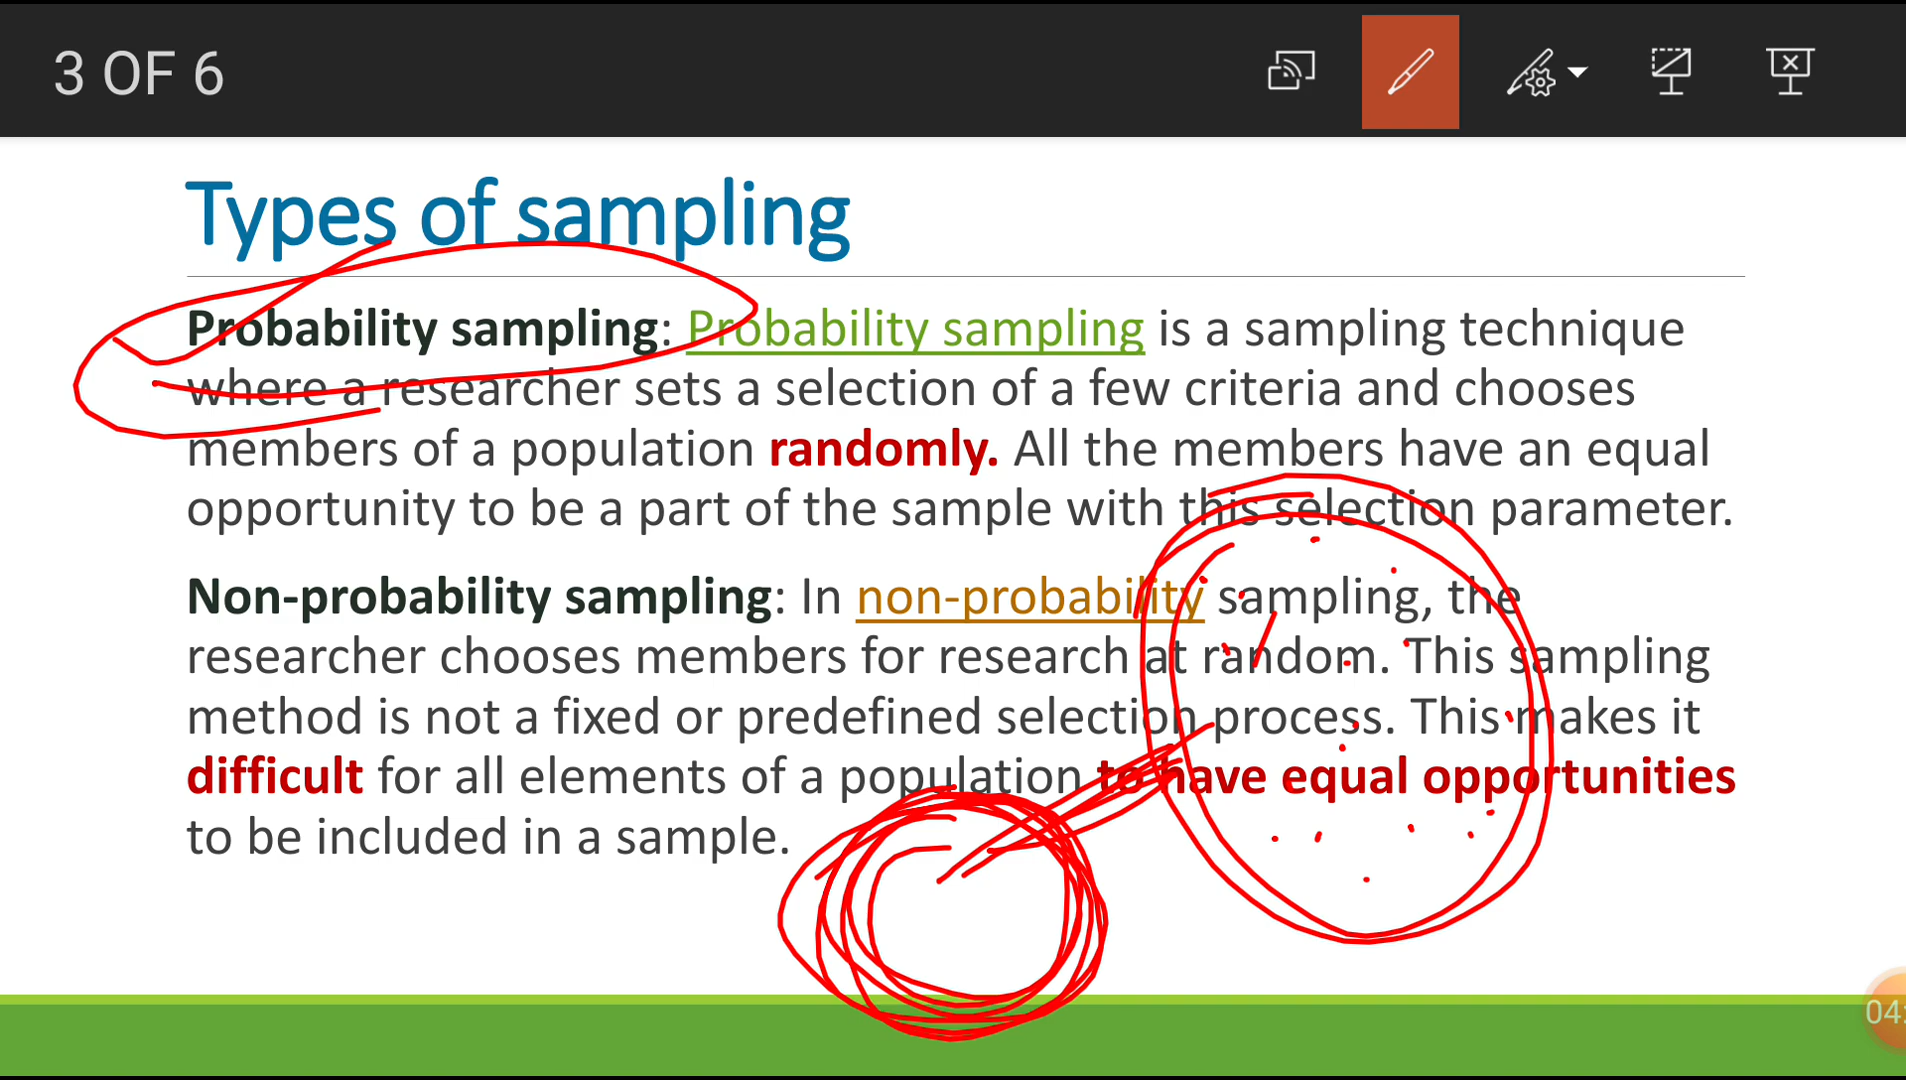 3 OF 6
Types of sampling
Probability sampling: Probability sampling is a sampling technique
where a researcher sets a selection of a few criteria and chooses
members of a population randomly. All the members have an equal
opportunity to be a part of the sample with this selection parameter.
Non-probability sampling: In non-probability sampling, the
researcher chooses members for research at random. This sampling
method is not a fixed or predefined selection process. This makes it
difficult for all elements of a population to have equal opportunities
to be included in a sample.
04: